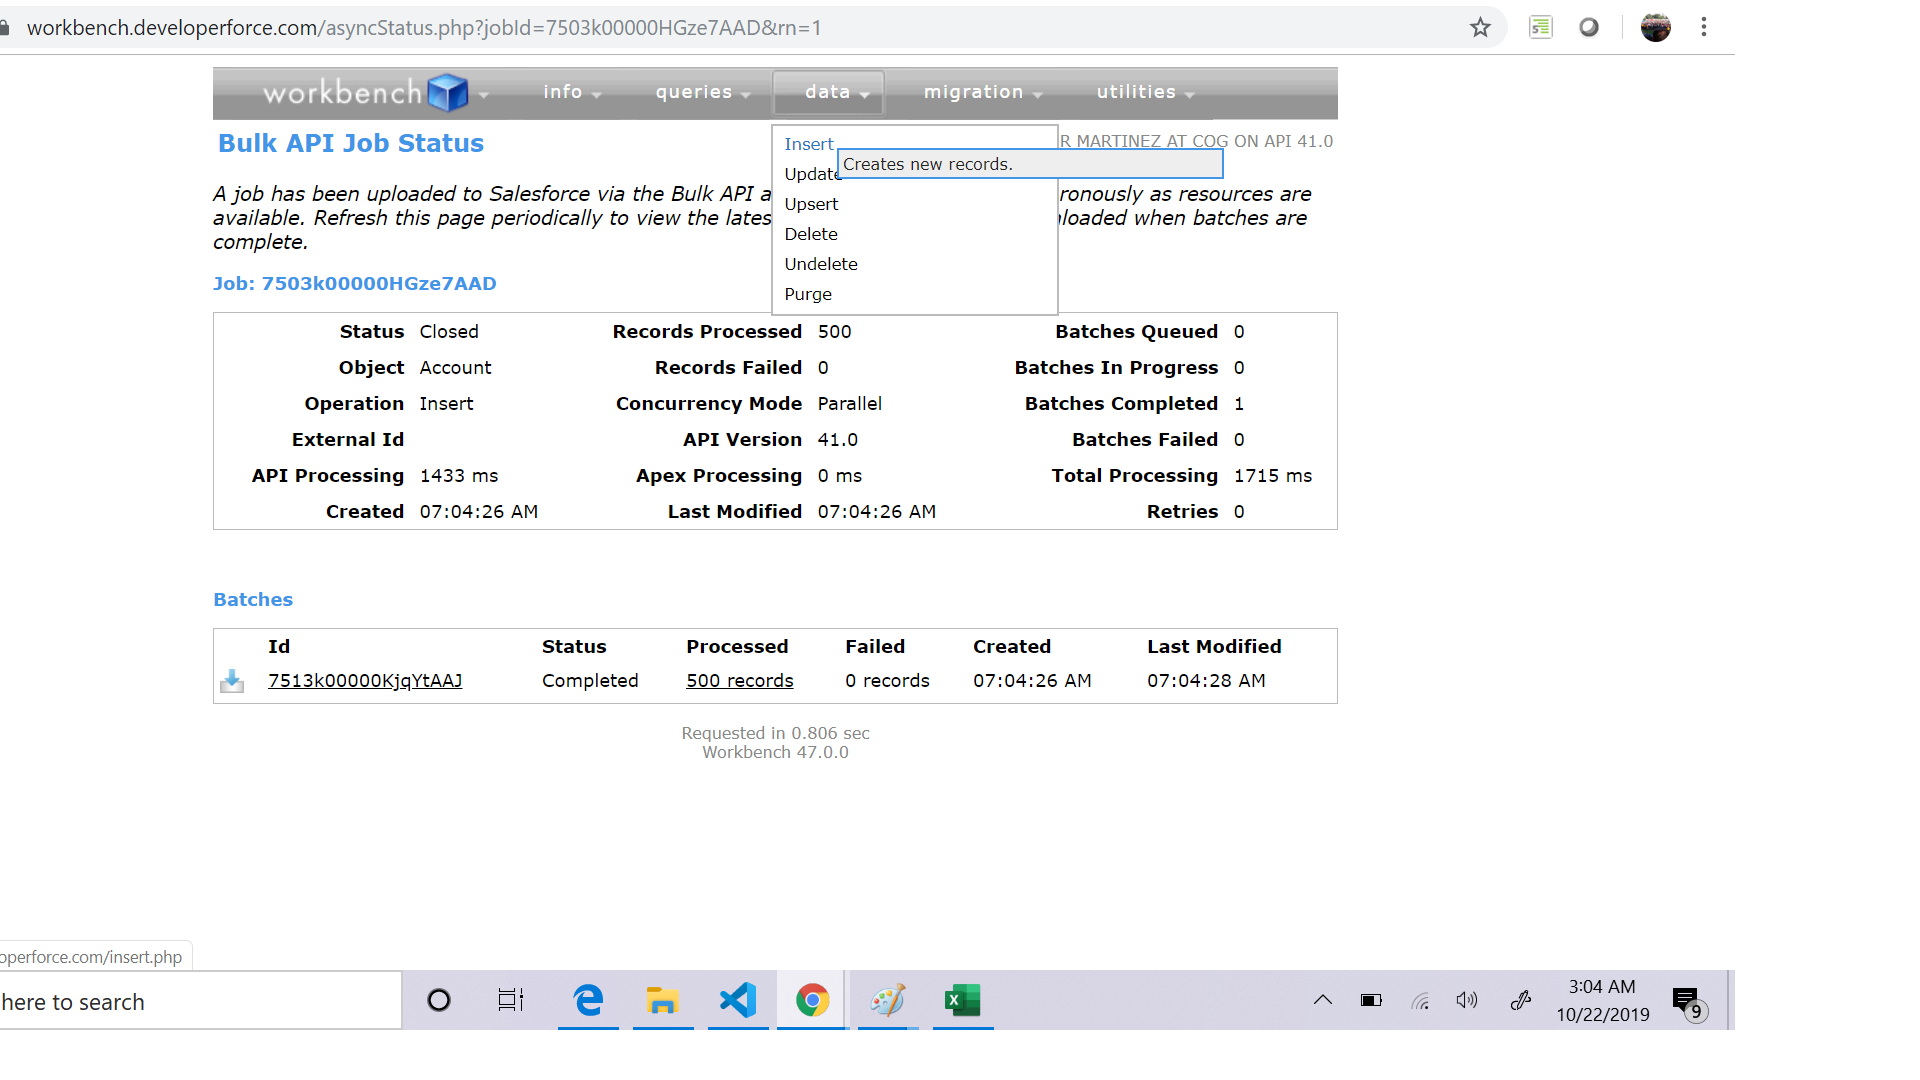 workbench.developerforce.com/asyncStatus.php?jobId=7503k00000HGze7AAD&rn=1
workbench info queries data migration utilities
Bulk API Job Status
R MARTINEZ AT COG ON API 41.0
Insert
Creates new records.
Update
Upsert
Delete
Undelete
Purge
A job has been uploaded to Salesforce via the Bulk API a ronously as resources are
available. Refresh this page periodically to view the lates loaded when batches are
complete.
Job: 7503k00000HGze7AAD
Status Closed Records Processed 500 Batches Queued 0
Object Account Records Failed 0 Batches In Progress 0
Operation Insert Concurrency Mode Parallel Batches Completed 1
External Id API Version 41.0 Batches Failed 0
API Processing 1433 ms Apex Processing 0 ms Total Processing 1715 ms
Created 07:04:26 AM Last Modified 07:04:26 AM Retries 0
Batches
Id Status Processed Failed Created Last Modified
7513k00000KjqYtAAJ Completed 500 records 0 records 07:04:26 AM 07:04:28 AM
Requested in 0.806 sec
Workbench 47.0.0
operforce.com/insert.php
here to search
3:04 AM
10/22/2019
9